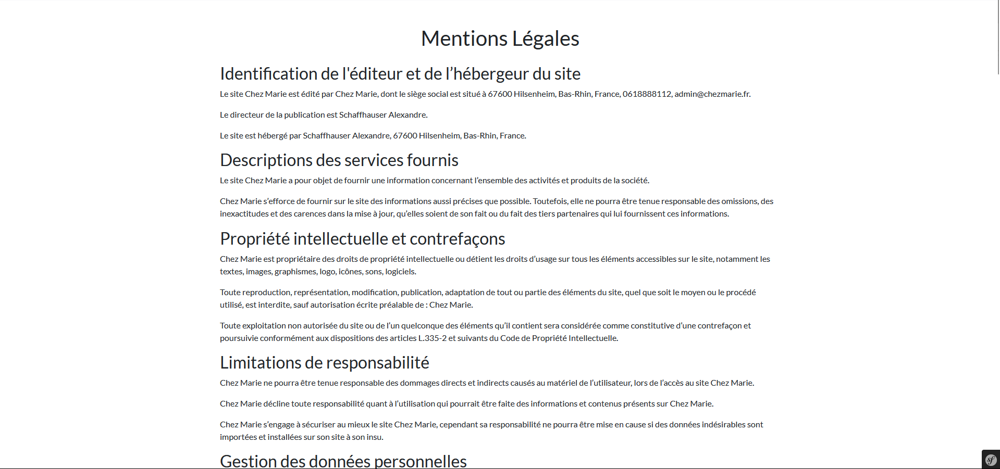 Mentions Légales
Identification de l'éditeur et de l’hébergeur du site
Le site Chez Marie est édité par Chez Marie, dont le siège social est situé à 67600 Hilsenheim, Bas-Rhin, France, 0618888112, admin@chezmarie.fr.
Le directeur de la publication est Schaffhauser Alexandre.
Le site est hébergé par Schaffhauser Alexandre, 67600 Hilsenheim, Bas-Rhin, France.
Descriptions des services fournis
Le site Chez Marie a pour objet de fournir une information concernant l’ensemble des activités et produits de la société.
Chez Marie s’efforce de fournir sur le site des informations aussi précises que possible. Toutefois, elle ne pourra être tenue responsable des omissions, des
inexactitudes et des carences dans la mise à jour, qu’elles soient de son fait ou du fait des tiers partenaires qui lui fournissent ces informations.
Propriété intellectuelle et contrefaçons
Chez Marie est propriétaire des droits de propriété intellectuelle ou détient les droits d’usage sur tous les éléments accessibles sur le site, notamment les
textes, images, graphismes, logo, icônes, sons, logiciels.
Toute reproduction, représentation, modification, publication, adaptation de tout ou partie des éléments du site, quel que soit le moyen ou le procédé
utilisé, est interdite, sauf autorisation écrite préalable de : Chez Marie.
Toute exploitation non autorisée du site ou de l’un quelconque des éléments qu’il contient sera considérée comme constitutive d’une contrefaçon et
poursuivie conformément aux dispositions des articles L.335-2 et suivants du Code de Propriété Intellectuelle.
Limitations de responsabilité
Chez Marie ne pourra être tenue responsable des dommages directs et indirects causés au matériel de l’utilisateur, lors de l’accès au site Chez Marie.
Chez Marie décline toute responsabilité quant à l’utilisation qui pourrait être faite des informations et contenus présents sur Chez Marie.
Chez Marie s’engage à sécuriser au mieux le site Chez Marie, cependant sa responsabilité ne pourra être mise en cause si des données indésirables sont
importées et installées sur son site à son insu.
Gestion des données personnelles
sf